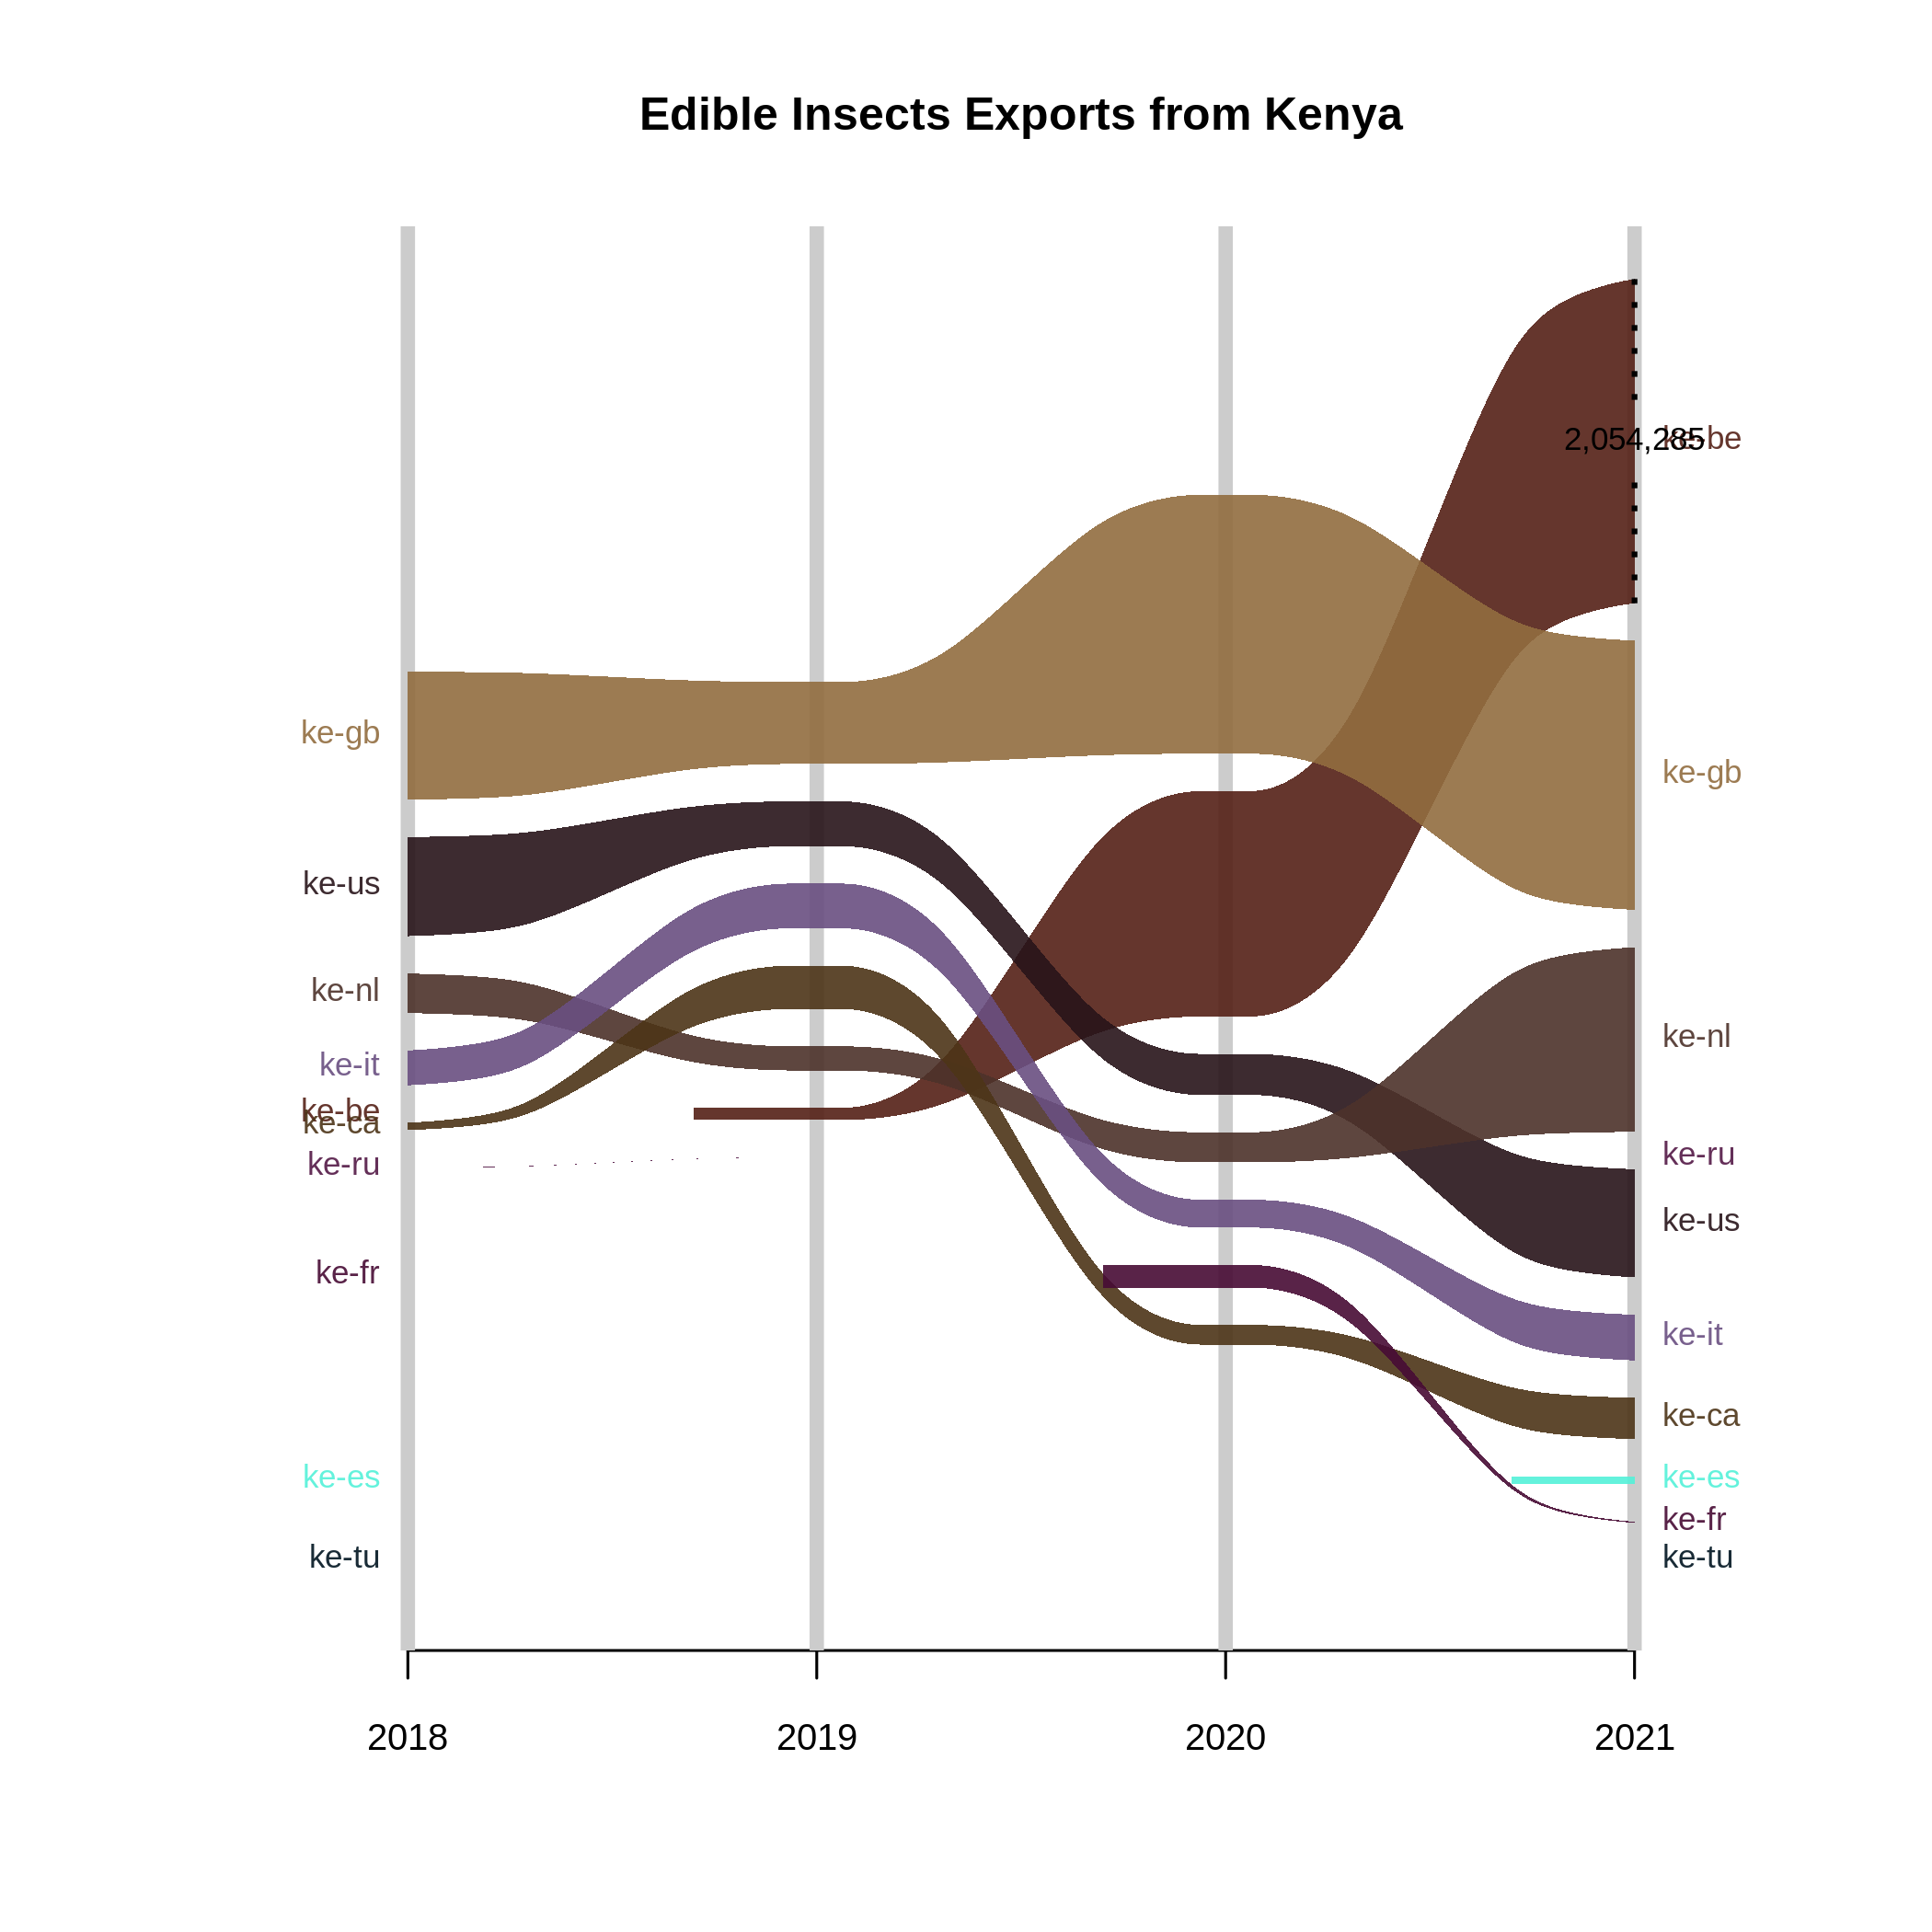 Edible Insects Exports from Kenya
2,054,285
ke-be
ke-gb
ke-us
ke-nl
ke-it
ke-be
ke-ca
ke-ru
ke-fr
ke-es
ke-tu
ke-gb
ke-nl
ke-ru
ke-us
ke-it
ke-ca
ke-es
ke-fr
ke-tu
2018 2019 2020 2021